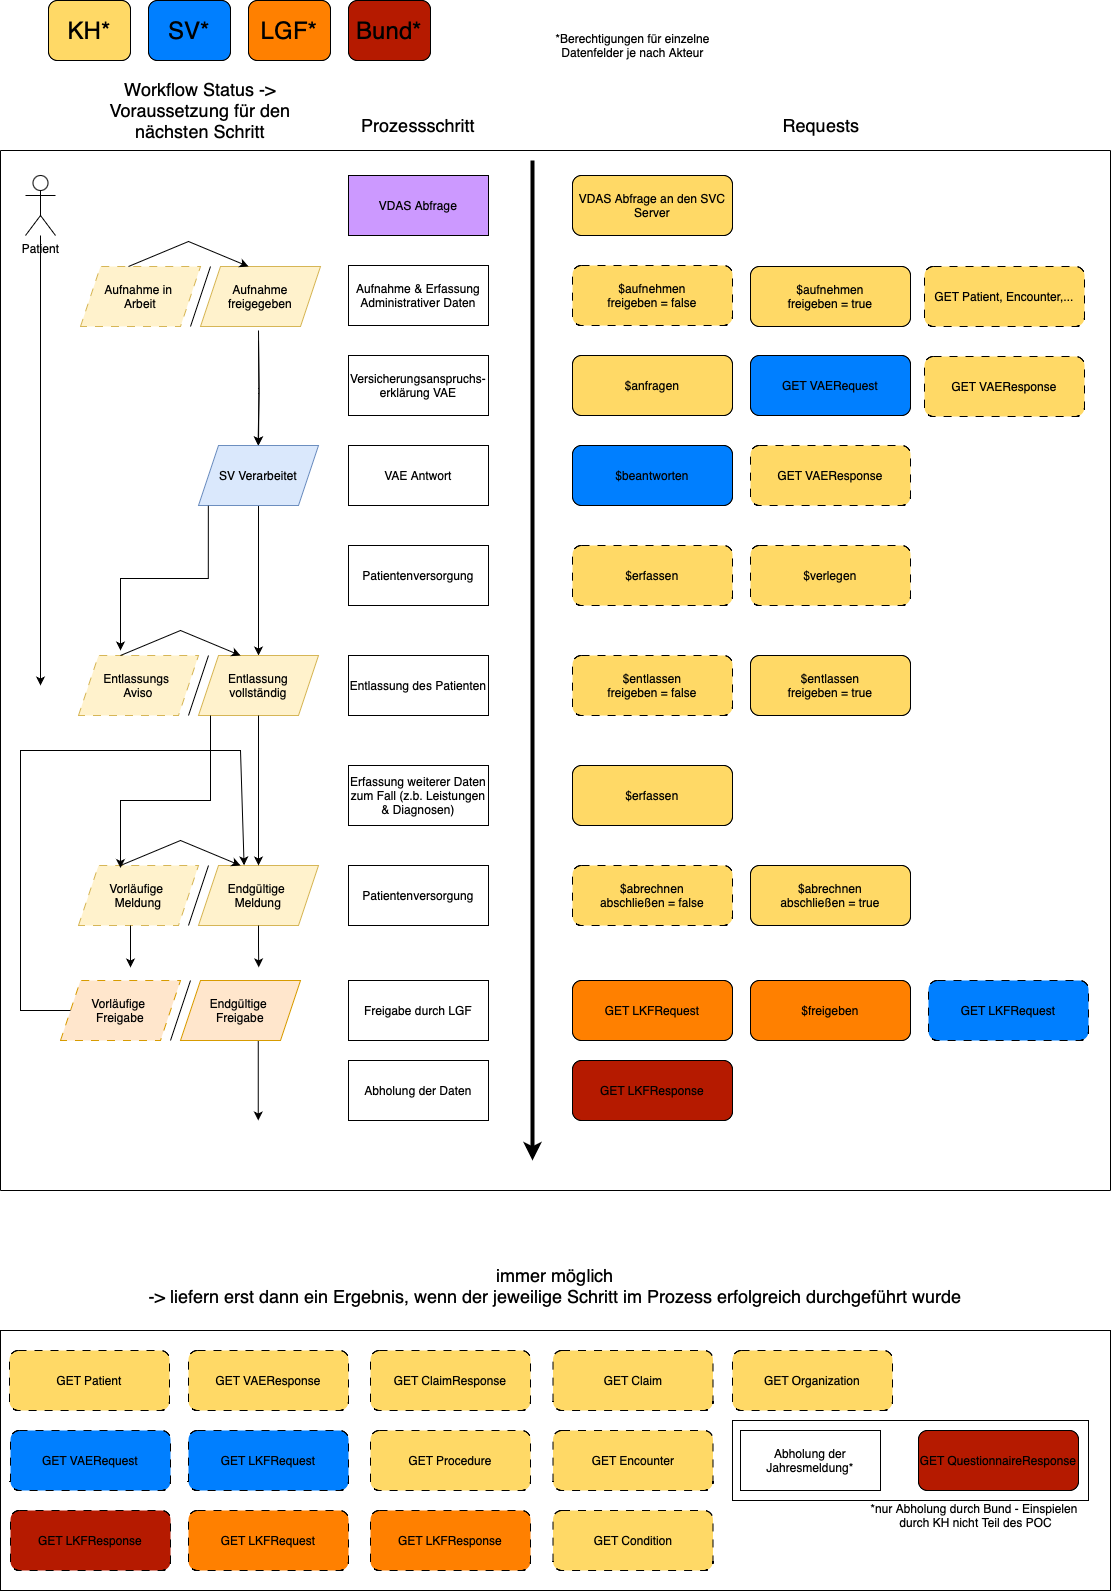 KH*
SV*
LGF*
Bund*
*Berechtigungen für einzelne
Datenfelder je nach Akteur
Workflow Status ->
Voraussetzung für den
nächsten Schritt
Prozessschritt
Requests
Patient
VDAS Abfrage
VDAS Abfrage an den SVC
Server
Aufnahme in
Arbeit
Aufnahme
freigegeben
Aufnahme & Erfassung
Administrativer Daten
$aufnehmen
freigeben = false
$aufnehmen
freigeben = true
GET Patient, Encounter,...
Versicherungsanspruchs-
erklärung VAE
$anfragen
GET VAERequest
GET VAEResponse
SV Verarbeitet
VAE Antwort
$beantworten
GET VAEResponse
Patientenversorgung
$erfassen
$verlegen
Entlassungs
Aviso
Entlassung
vollständig
Entlassung des Patienten
$entlassen
freigeben = false
$entlassen
freigeben = true
Erfassung weiterer Daten
zum Fall (z.b. Leistungen
& Diagnosen)
$erfassen
Vorläufige
Meldung
Endgültige
Meldung
Patientenversorgung
$abrechnen
abschließen = false
$abrechnen
abschließen = true
Vorläufige
Freigabe
Endgültige
Freigabe
Freigabe durch LGF
GET LKFRequest
$freigeben
GET LKFRequest
Abholung der Daten
GET LKFResponse
immer möglich
-> liefern erst dann ein Ergebnis, wenn der jeweilige Schritt im Prozess erfolgreich durchgeführt wurde
GET Patient
GET VAEResponse
GET ClaimResponse
GET Claim
GET Organization
GET VAERequest
GET LKFRequest
GET Procedure
GET Encounter
Abholung der
Jahresmeldung*
GET QuestionnaireResponse
*nur Abholung durch Bund - Einspielen
durch KH nicht Teil des POC
GET LKFResponse
GET LKFRequest
GET LKFResponse
GET Condition